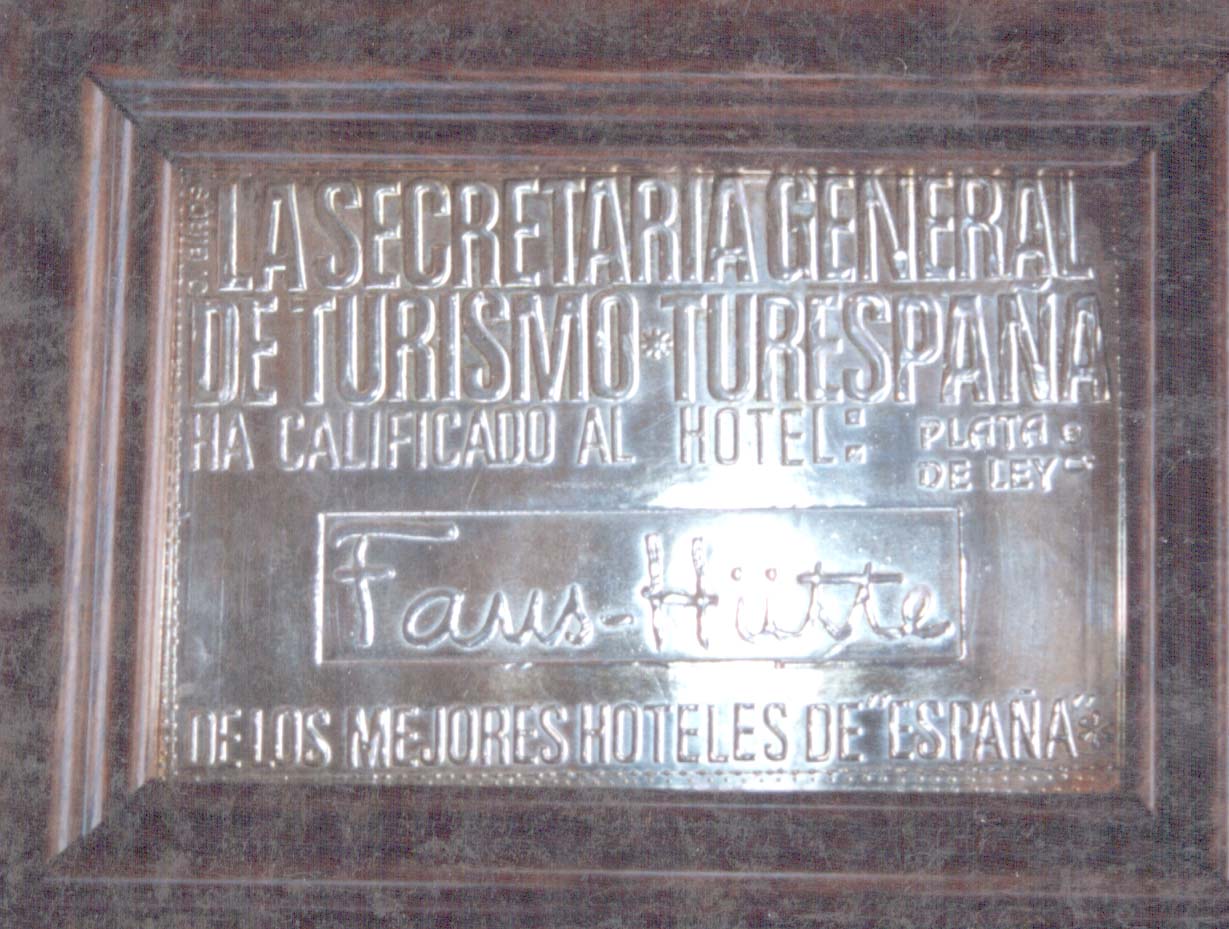 LA SECRETARIA GENERAL
DE TURISMO * TURESPAÑA
HA CALIFICADO AL HOTEL:
PLATA
DE LEY
Faus-Hütte
DE LOS MEJORES HOTELES DE "ESPAÑA" *